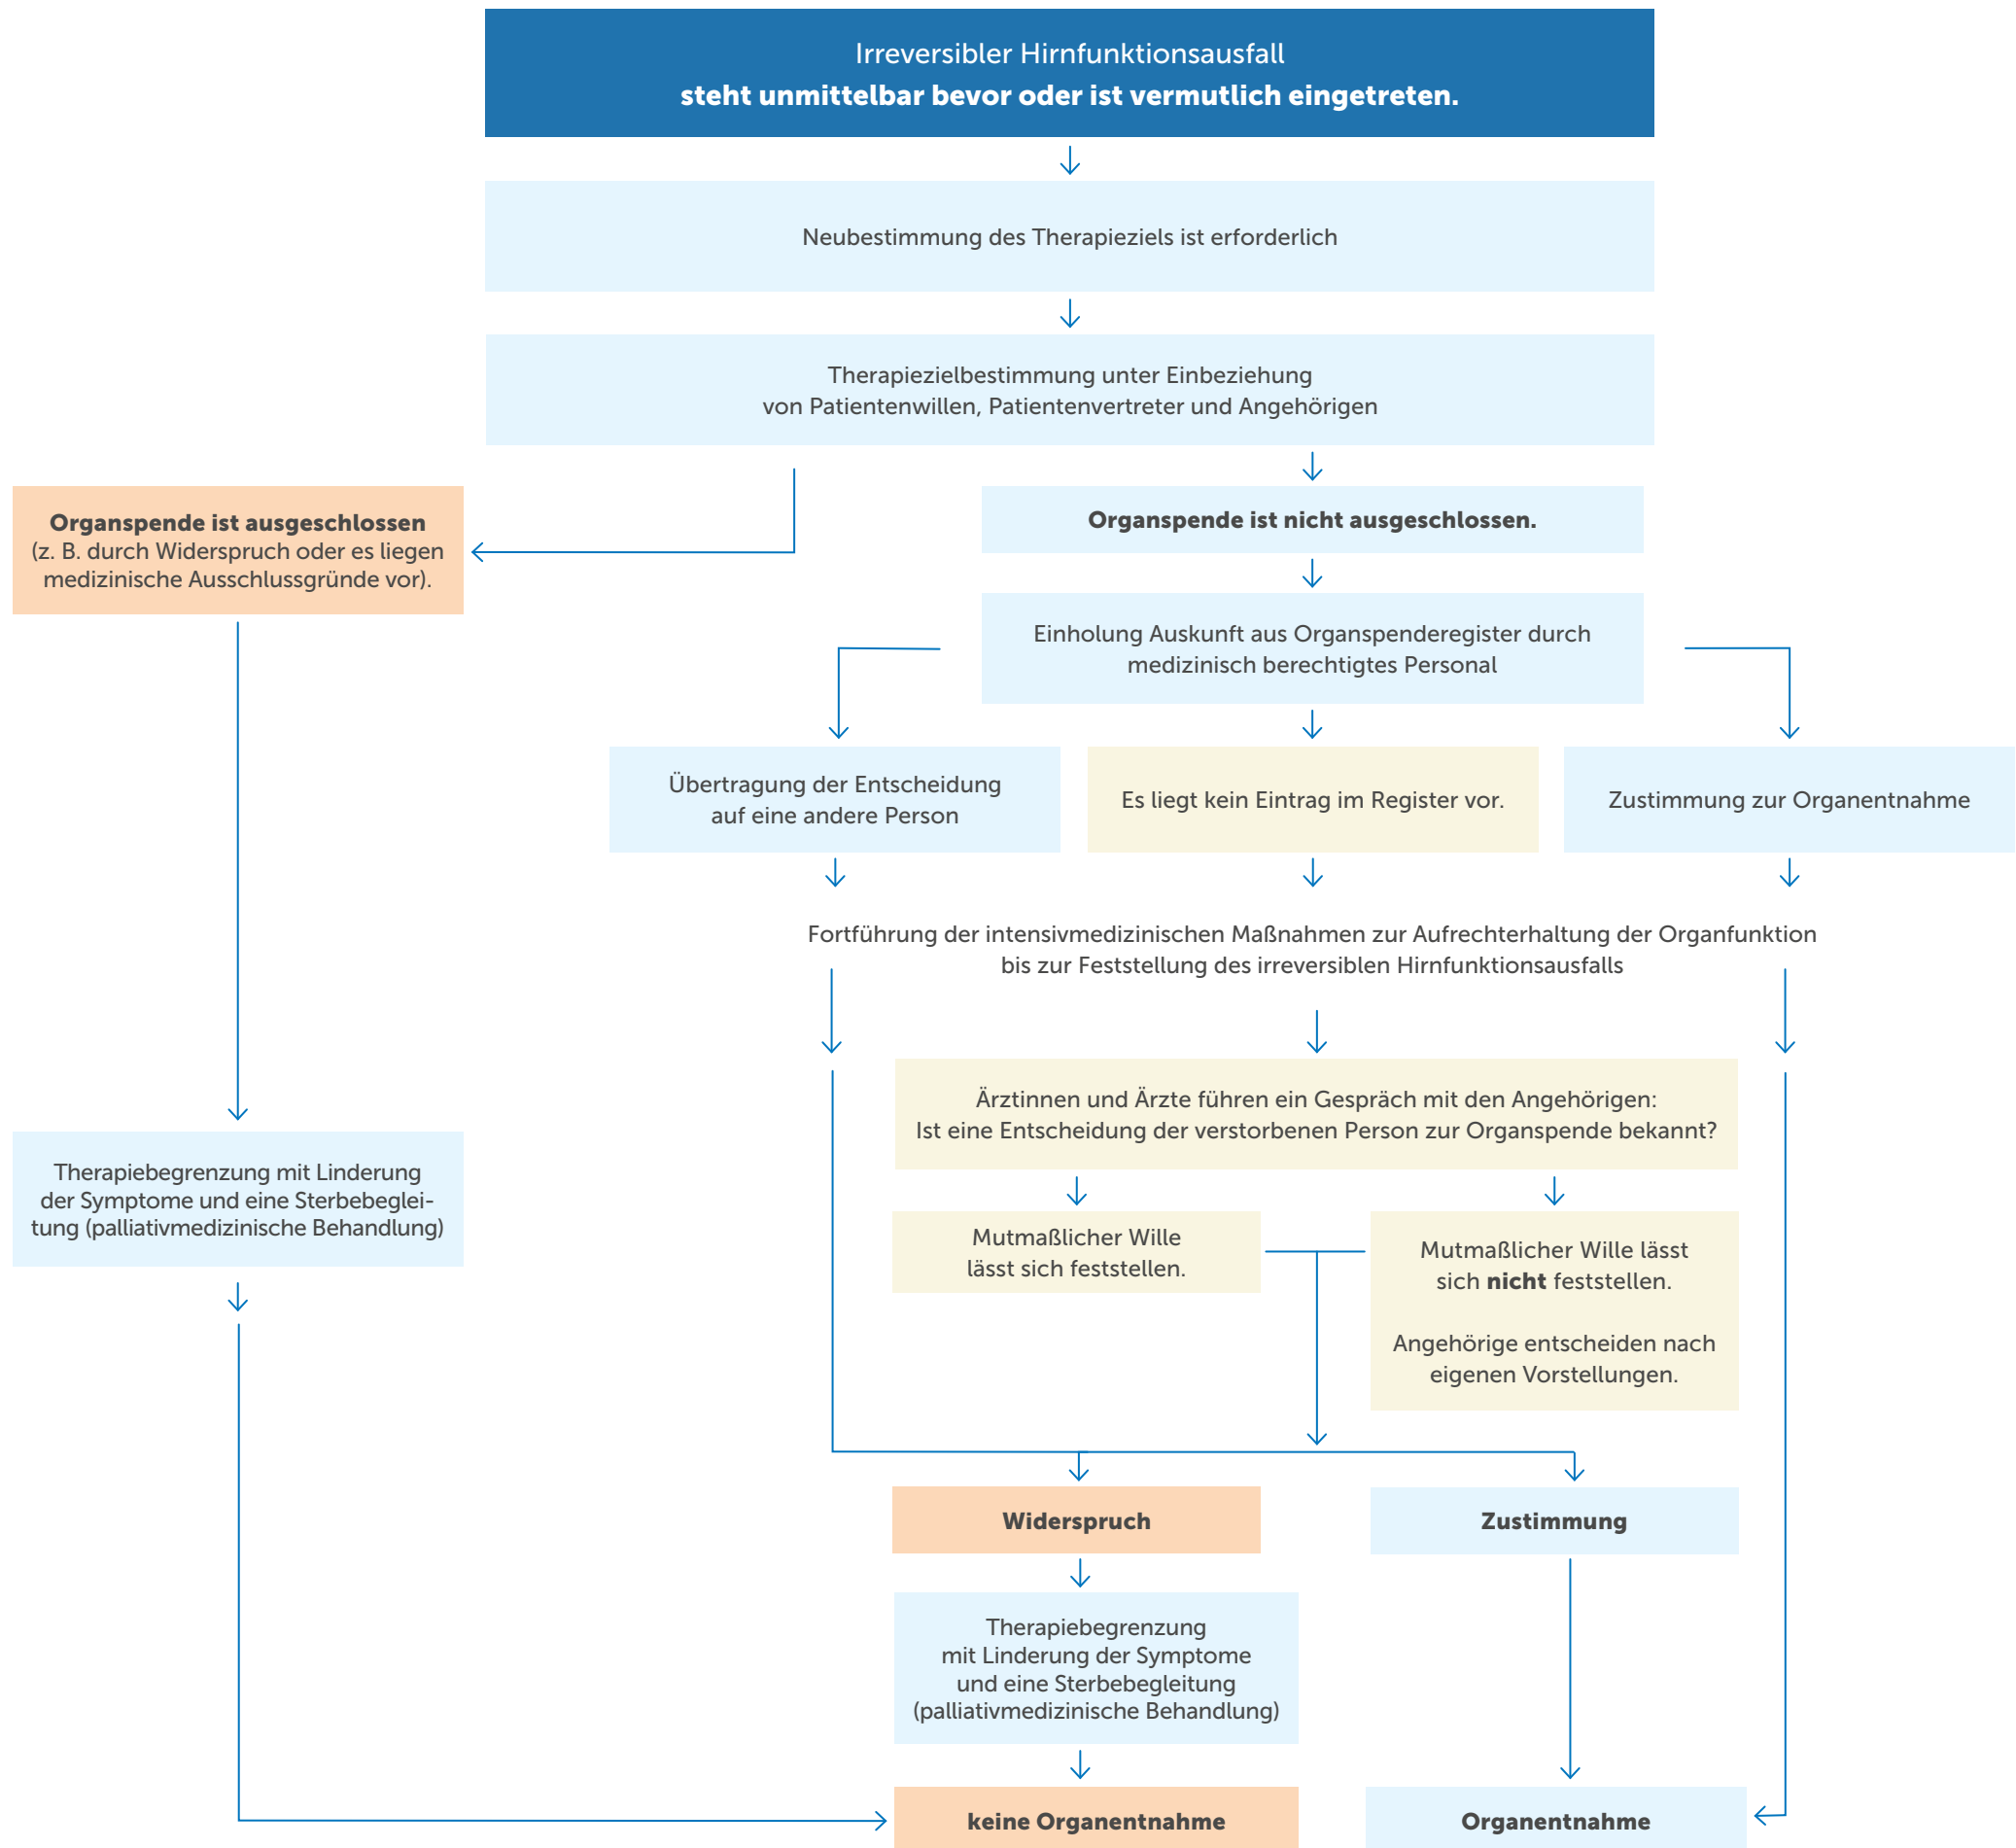 Irreversibler Hirnfunktionsausfall
steht unmittelbar bevor oder ist vermutlich eingetreten.
Neubestimmung des Therapieziels ist erforderlich
Therapiezielbestimmung unter Einbeziehung
von Patientenwillen, Patientenvertreter und Angehörigen
Organspende ist ausgeschlossen
(z. B. durch Widerspruch oder es liegen
medizinische Ausschlussgründe vor).
Organspende ist nicht ausgeschlossen.
Einholung Auskunft aus Organspenderegister durch
medizinisch berechtigtes Personal
Übertragung der Entscheidung
auf eine andere Person
Es liegt kein Eintrag im Register vor.
Zustimmung zur Organentnahme
Fortführung der intensivmedizinischen Maßnahmen zur Aufrechterhaltung der Organfunktion
bis zur Feststellung des irreversiblen Hirnfunktionsausfalls
Ärztinnen und Ärzte führen ein Gespräch mit den Angehörigen:
Ist eine Entscheidung der verstorbenen Person zur Organspende bekannt?
Therapiebegrenzung mit Linderung
der Symptome und eine Sterbebeglei-
tung (palliativmedizinische Behandlung)
Mutmaßlicher Wille
lässt sich feststellen.
Mutmaßlicher Wille lässt
sich nicht feststellen.
Angehörige entscheiden nach
eigenen Vorstellungen.
Widerspruch
Zustimmung
Therapiebegrenzung
mit Linderung der Symptome
und eine Sterbebegleitung
(palliativmedizinische Behandlung)
keine Organentnahme
Organentnahme